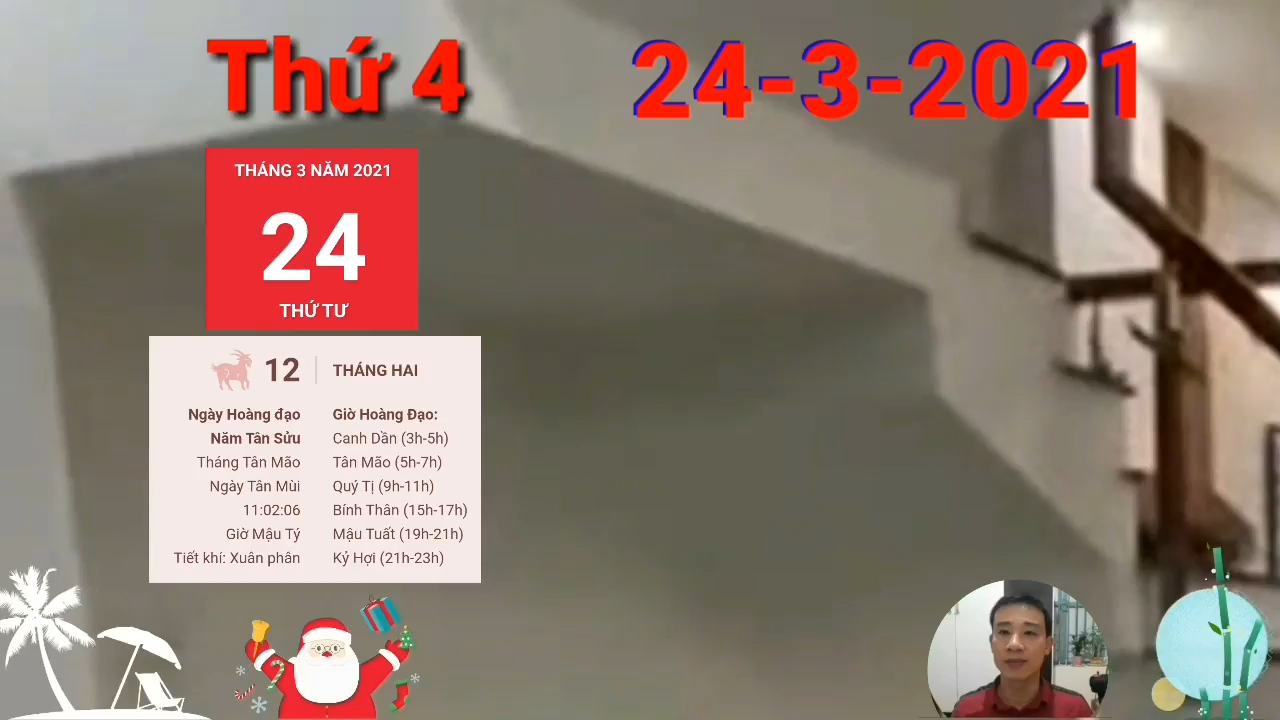 Thứ 4 24-3-2021
THÁNG 3 NĂM 2021
24
THỨ TƯ
12 THÁNG HAI
Ngày Hoàng đạo
Năm Tân Sửu
Tháng Tân Mão
Ngày Tân Mùi
11:02:06
Giờ Mậu Tý
Tiết khí: Xuân phân
Giờ Hoàng Đạo:
Canh Dần (3h-5h)
Tân Mão (5h-7h)
Quý Tị (9h-11h)
Bính Thân (15h-17h)
Mậu Tuất (19h-21h)
Kỷ Hợi (21h-23h)